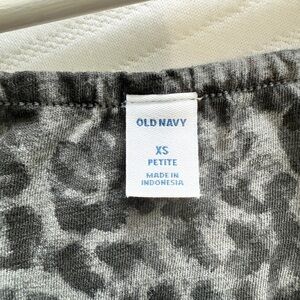 OLD NAVY
XS
PETITE
MADE IN
INDONESIA